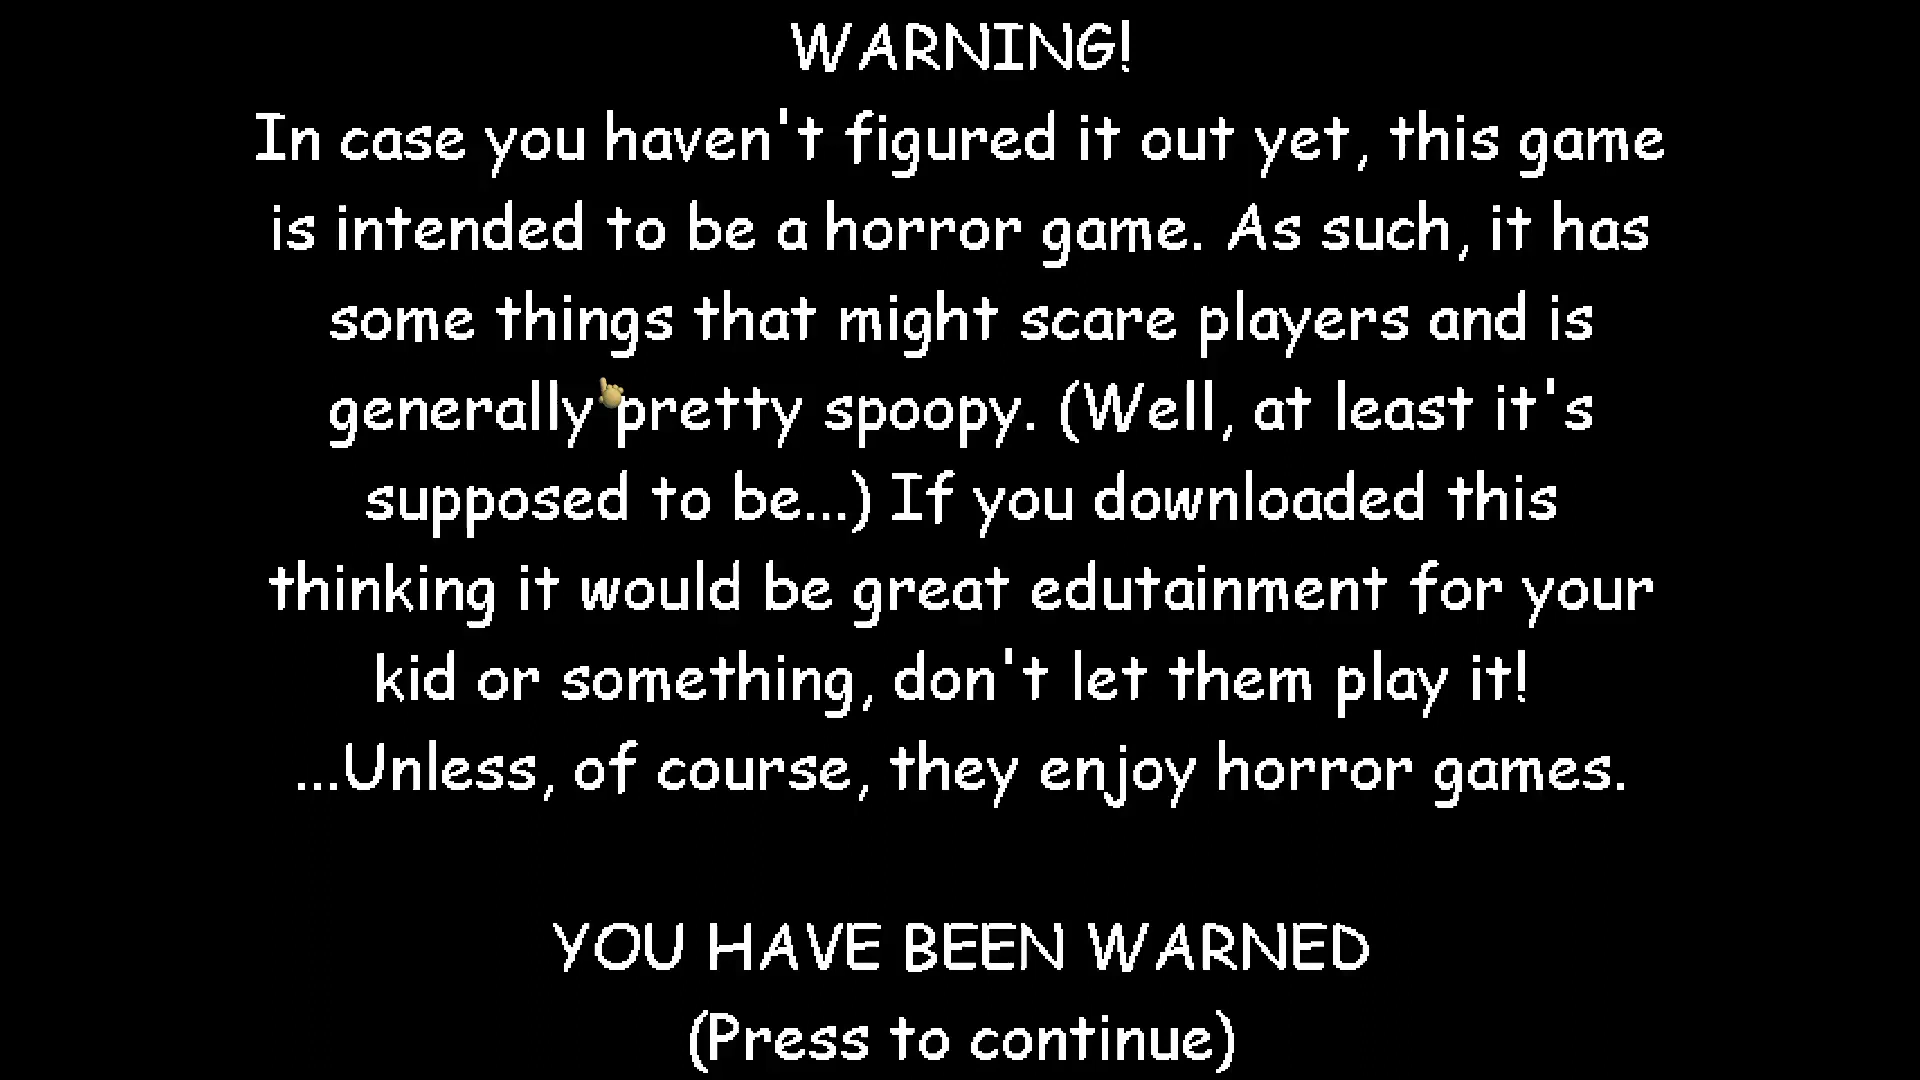 WARNING!
In case you haven't figured it out yet, this game
is intended to be a horror game. As such, it has
some things that might scare players and is
generally pretty spoopy. (Well, at least it's
supposed to be...) If you downloaded this
thinking it would be great edutainment for your
kid or something, don't let them play it!
...Unless, of course, they enjoy horror games.
YOU HAVE BEEN WARNED
(Press to continue)